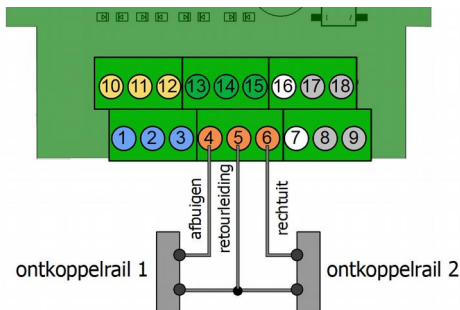 10 11 12 13 14 15 16 17 18
1 2 3 4 5 6 7 8 9
afbuigen
retourleiding
rechtuit
ontkoppelrail 1
ontkoppelrail 2